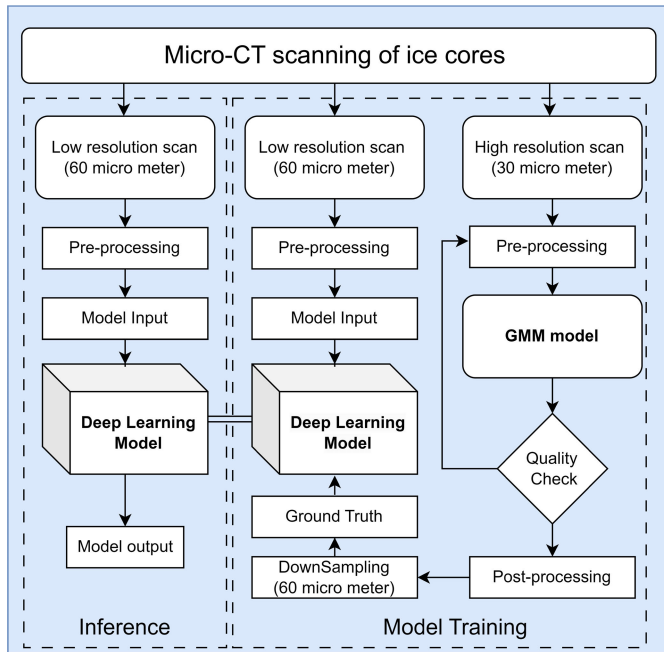 Micro-CT scanning of ice cores
Low resolution scan
(60 micro meter)
Pre-processing
Model Input
Deep Learning
Model
Model output
Inference
Low resolution scan
(60 micro meter)
Pre-processing
Model Input
Deep Learning
Model
Ground Truth
DownSampling
(60 micro meter)
High resolution scan
(30 micro meter)
Pre-processing
GMM model
Quality
Check
Post-processing
Model Training